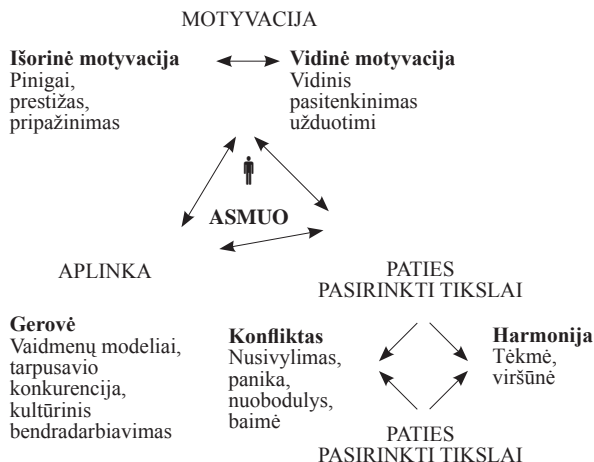 MOTYVACIJA
Išorinė motyvacija
Pinigai,
prestižas,
pripažinimas
Vidinė motyvacija
Vidinis
pasitenkinimas
užduotimi
ASMUO
APLINKA
PATIES
PASIRINKTI TIKSLAI
Gerovė
Vaidmenų modeliai,
tarpusavio
konkurencija,
kultūrinis
bendradarbiavimas
Konfliktas
Nusivylimas,
panika,
nuobodulys,
baimė
Harmonija
Tėkmė,
viršūnė
PATIES
PASIRINKTI TIKSLAI